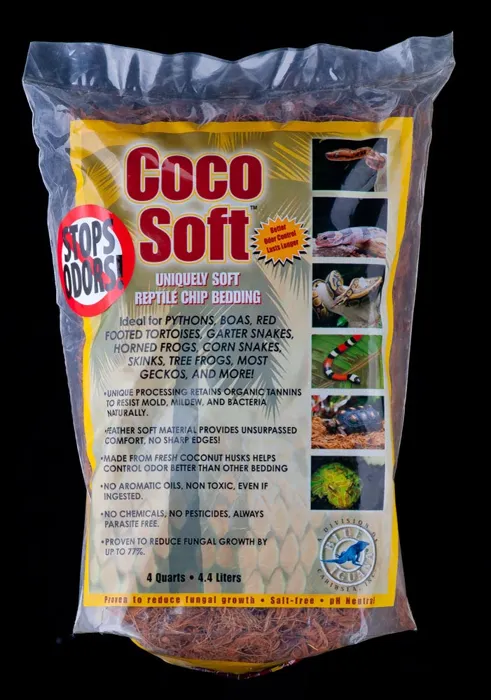 Coco
Soft™
STOPS
ODORS!
Better
Odor Control
Lasts Longer
UNIQUELY SOFT
REPTILE CHIP BEDDING
Ideal for PYTHONS, BOAS, RED
FOOTED TORTOISES, GARTER SNAKES,
HORNED FROGS, CORN SNAKES,
SKINKS, TREE FROGS, MOST
GECKOS, AND MORE!
•UNIQUE PROCESSING RETAINS ORGANIC TANNINS
TO RESIST MOLD, MILDEW, AND BACTERIA
NATURALLY.
•FEATHER SOFT MATERIAL PROVIDES UNSURPASSED
COMFORT, NO SHARP EDGES!
•MADE FROM FRESH COCONUT HUSKS HELPS
CONTROL ODOR BETTER THAN OTHER BEDDING
•NO AROMATIC OILS, NON TOXIC, EVEN IF
INGESTED.
•NO CHEMICALS, NO PESTICIDES, ALWAYS
PARASITE FREE.
•PROVEN TO REDUCE FUNGAL GROWTH BY
UP TO 77%.
A DIVISION OF
BLUE
IGUANA
4 Quarts • 4.4 Liters
Proven to reduce fungal growth • Salt-free • pH Neutral